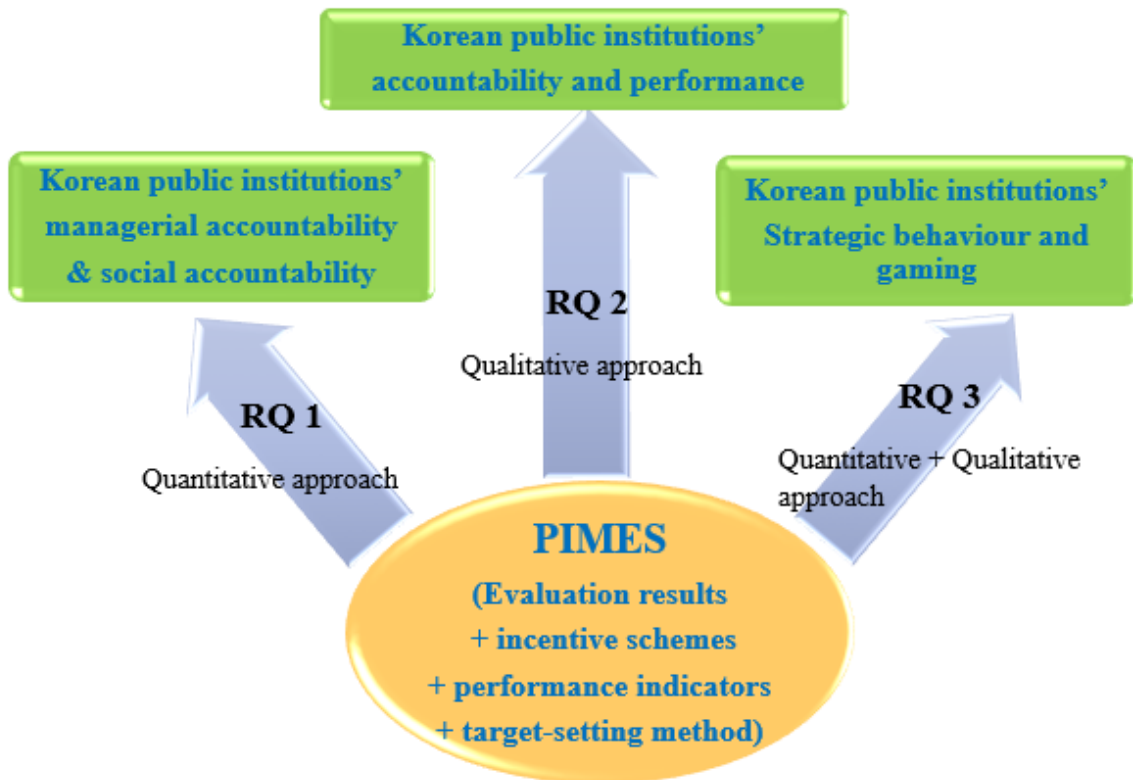 Korean public institutions’
accountability and performance
Korean public institutions’
managerial accountability
& social accountability
Korean public institutions’
Strategic behaviour and
gaming
RQ 1
Quantitative approach
RQ 2
Qualitative approach
RQ 3
Quantitative + Qualitative
approach
PIMES
(Evaluation results
+ incentive schemes
+ performance indicators
+ target-setting method)